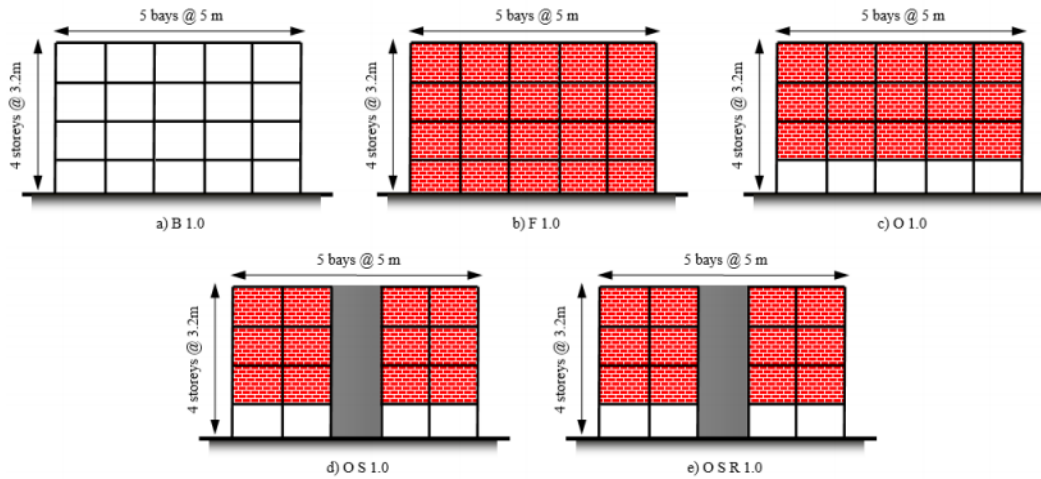 5 bays @ 5 m
4 storeys @ 3.2m
a) B 1.0
5 bays @ 5 m
4 storeys @ 3.2m
b) F 1.0
5 bays @ 5 m
4 storeys @ 3.2m
c) O 1.0
5 bays @ 5 m
4 storeys @ 3.2m
d) O S 1.0
5 bays @ 5 m
4 storeys @ 3.2m
e) O S R 1.0